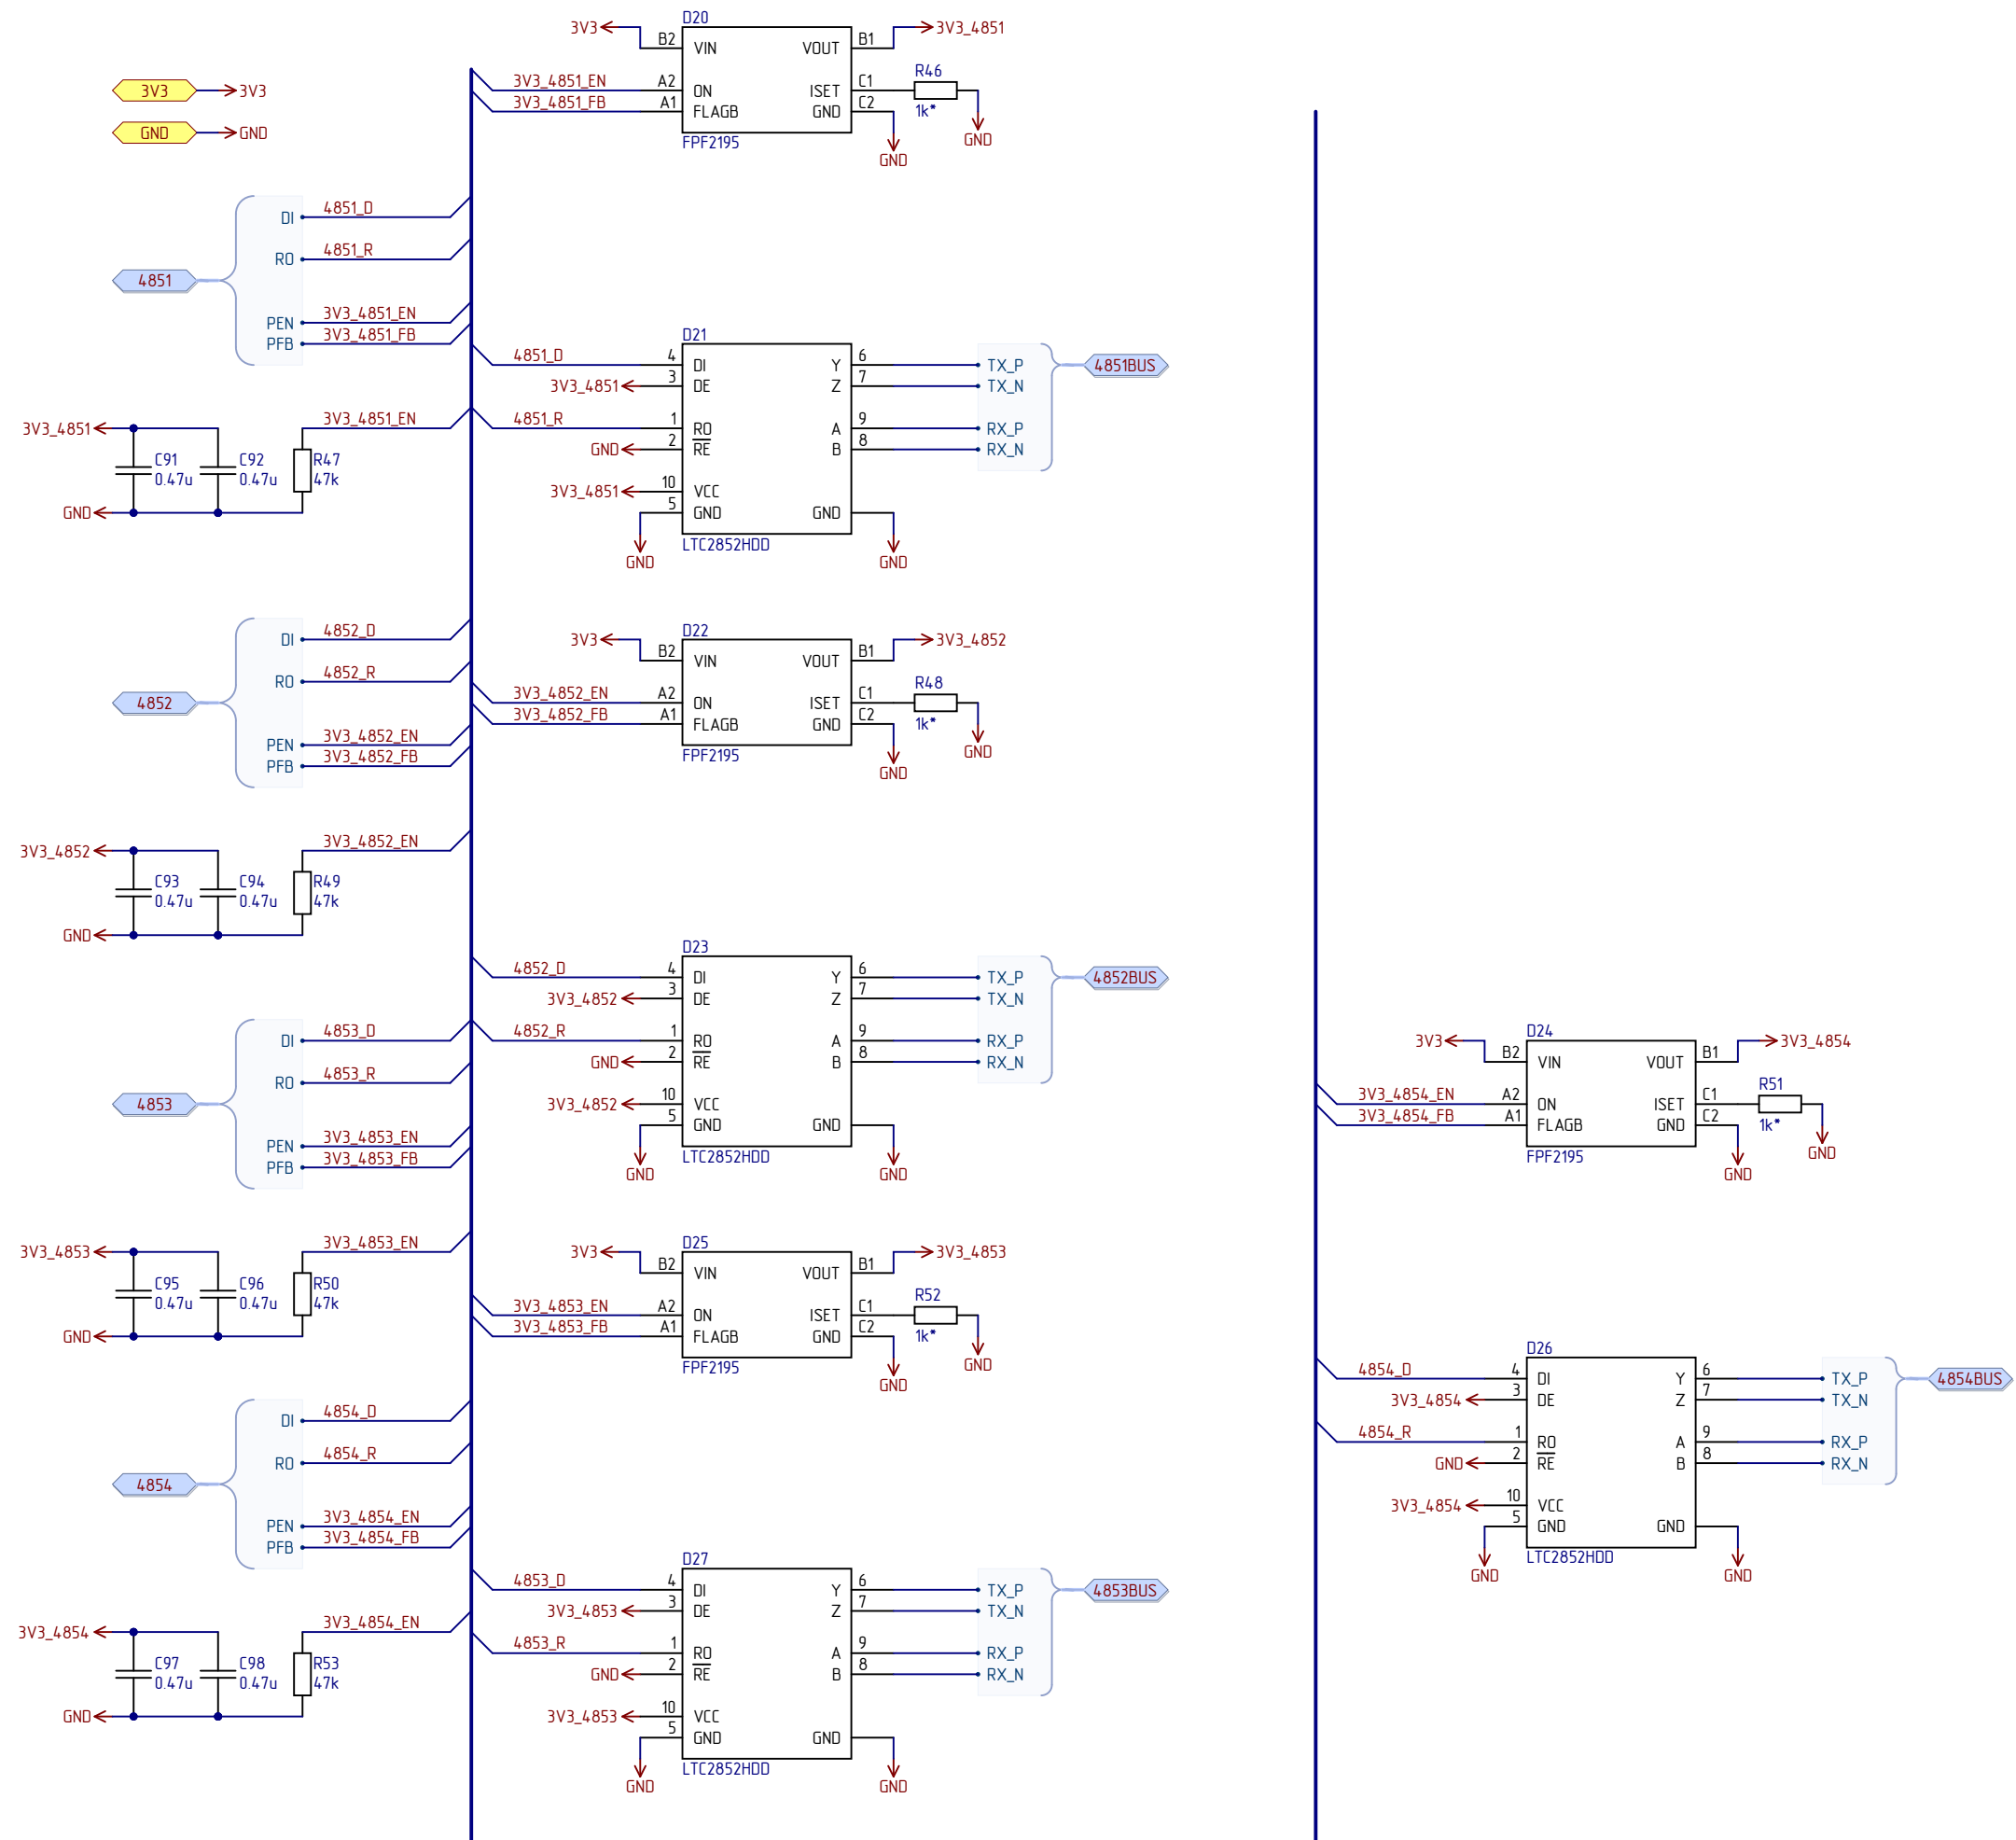 D20
3V3 B2 VIN VOUT B1 3V3_4851
3V3_4851_EN A2 ON ISET C1 R46
3V3_4851_FB A1 FLAGB GND C2 1k*
FPF2195 GND GND
3V3 3V3
GND GND
4851
DI 4851_D
RO 4851_R
PEN 3V3_4851_EN
PFB 3V3_4851_FB
D21
4851_D 4 DI Y 6 TX_P 4851BUS
3V3_4851 3 DE Z 7 TX_N
4851_R 1 RO A 9 RX_P
GND 2 RE B 8 RX_N
3V3_4851 10 VCC
5 GND GND
LTC2852HDD
GND GND
3V3_4851 3V3_4851_EN
C91 C92 R47
0.47u 0.47u 47k
GND
4852
DI 4852_D
RO 4852_R
PEN 3V3_4852_EN
PFB 3V3_4852_FB
D22
3V3 B2 VIN VOUT B1 3V3_4852
3V3_4852_EN A2 ON ISET C1 R48
3V3_4852_FB A1 FLAGB GND C2 1k*
FPF2195 GND GND
3V3_4852 3V3_4852_EN
C93 C94 R49
0.47u 0.47u 47k
GND
D23
4852_D 4 DI Y 6 TX_P 4852BUS
3V3_4852 3 DE Z 7 TX_N
4852_R 1 RO A 9 RX_P
GND 2 RE B 8 RX_N
3V3_4852 10 VCC
5 GND GND
LTC2852HDD
GND GND
4853
DI 4853_D
RO 4853_R
PEN 3V3_4853_EN
PFB 3V3_4853_FB
D24
3V3 B2 VIN VOUT B1 3V3_4854
3V3_4854_EN A2 ON ISET C1 R51
3V3_4854_FB A1 FLAGB GND C2 1k*
FPF2195 GND GND
3V3_4853 3V3_4853_EN
C95 C96 R50
0.47u 0.47u 47k
GND
D25
3V3 B2 VIN VOUT B1 3V3_4853
3V3_4853_EN A2 ON ISET C1 R52
3V3_4853_FB A1 FLAGB GND C2 1k*
FPF2195 GND GND
D26
4854_D 4 DI Y 6 TX_P 4854BUS
3V3_4854 3 DE Z 7 TX_N
4854_R 1 RO A 9 RX_P
GND 2 RE B 8 RX_N
3V3_4854 10 VCC
5 GND GND
LTC2852HDD
GND GND
4854
DI 4854_D
RO 4854_R
PEN 3V3_4854_EN
PFB 3V3_4854_FB
D27
4853_D 4 DI Y 6 TX_P 4853BUS
3V3_4853 3 DE Z 7 TX_N
4853_R 1 RO A 9 RX_P
GND 2 RE B 8 RX_N
3V3_4853 10 VCC
5 GND GND
LTC2852HDD
GND GND
3V3_4854 3V3_4854_EN
C97 C98 R53
0.47u 0.47u 47k
GND